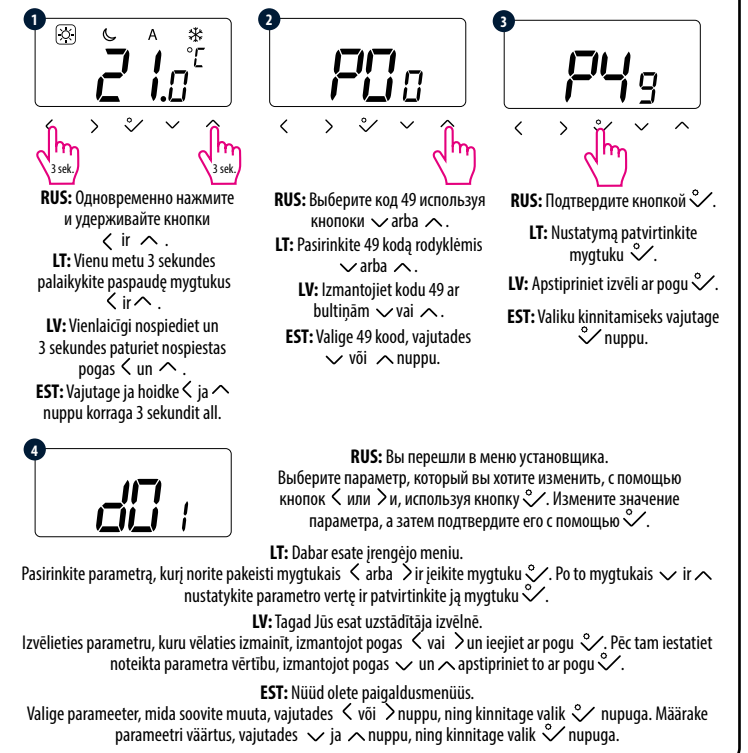 1
A
21.0 °C
< > ✓ ∨ ∧
3 sek. 3 sek.
RUS: Одновременно нажмите
и удерживайте кнопки
< ir ∧ .
LT: Vienu metu 3 sekundes
palaikykite paspaudę mygtukus
< ir ∧ .
LV: Vienlaicīgi nospiediet un
3 sekundes paturiet nospiestas
pogas < un ∧ .
EST: Vajutage ja hoidke < ja ∧
nuppu korraga 3 sekundit all.
2
P00
< > ✓ ∨ ∧
RUS: Выберите код 49 используя
кнопоки ∨ arba ∧ .
LT: Pasirinkite 49 kodą rodyklėmis
∨ arba ∧ .
LV: Izmantojiet kodu 49 ar
bultiņām ∨ vai ∧ .
EST: Valige 49 kood, vajutades
∨ või ∧ nuppu.
3
P49
< > ✓ ∨ ∧
RUS: Подтвердите кнопкой ✓.
LT: Nustatymą patvirtinkite
mygtuku ✓.
LV: Apstipriniet izvēli ar pogu ✓.
EST: Valiku kinnitamiseks vajutage
✓ nuppu.
4
d01
RUS: Вы перешли в меню установщика.
Выберите параметр, который вы хотите изменить, с помощью
кнопок < или > и, используя кнопку ✓. Измените значение
параметра, а затем подтвердите его с помощью ✓.
LT: Dabar esate įrengėjo meniu.
Pasirinkite parametrą, kurį norite pakeisti mygtukais < arba > ir įeikite mygtuku ✓. Po to mygtukais ∨ ir ∧
nustatykite parametro vertę ir patvirtinkite ją mygtuku ✓.
LV: Tagad Jūs esat uzstādītāja izvēlnē.
Izvēlieties parametru, kuru vēlaties izmainīt, izmantojot pogas < vai > un ieejiet ar pogu ✓. Pēc tam iestatiet
noteikta parametra vērtību, izmantojot pogas ∨ un ∧ apstipriniet to ar pogu ✓.
EST: Nüüd olete paigaldusmenüüs.
Valige parameeter, mida soovite muuta, vajutades < või > nuppu, ning kinnitage valik ✓ nupuga. Määrake
parameetri väärtus, vajutades ∨ ja ∧ nuppu, ning kinnitage valik ✓ nupuga.